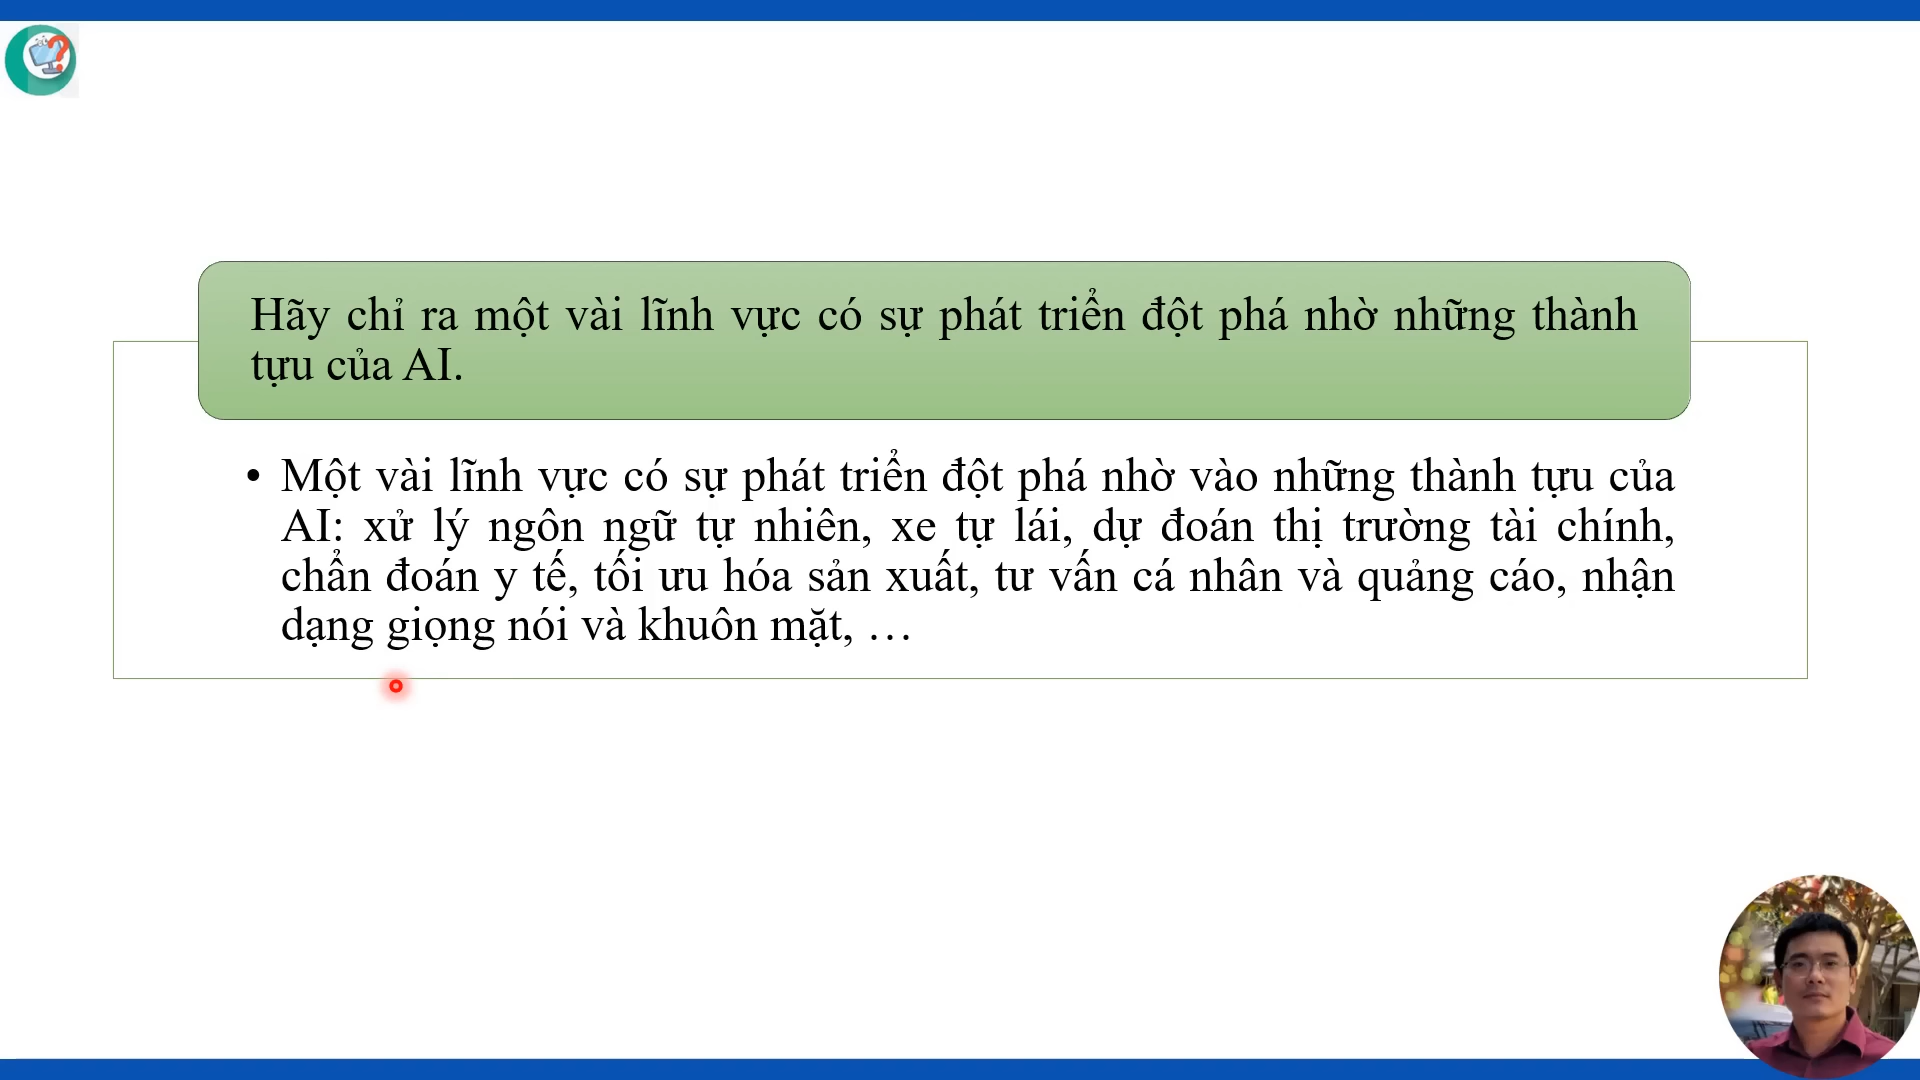 Hãy chỉ ra một vài lĩnh vực có sự phát triển đột phá nhờ những thành
tựu của AI.
• Một vài lĩnh vực có sự phát triển đột phá nhờ vào những thành tựu của
AI: xử lý ngôn ngữ tự nhiên, xe tự lái, dự đoán thị trường tài chính,
chẩn đoán y tế, tối ưu hóa sản xuất, tư vấn cá nhân và quảng cáo, nhận
dạng giọng nói và khuôn mặt, …